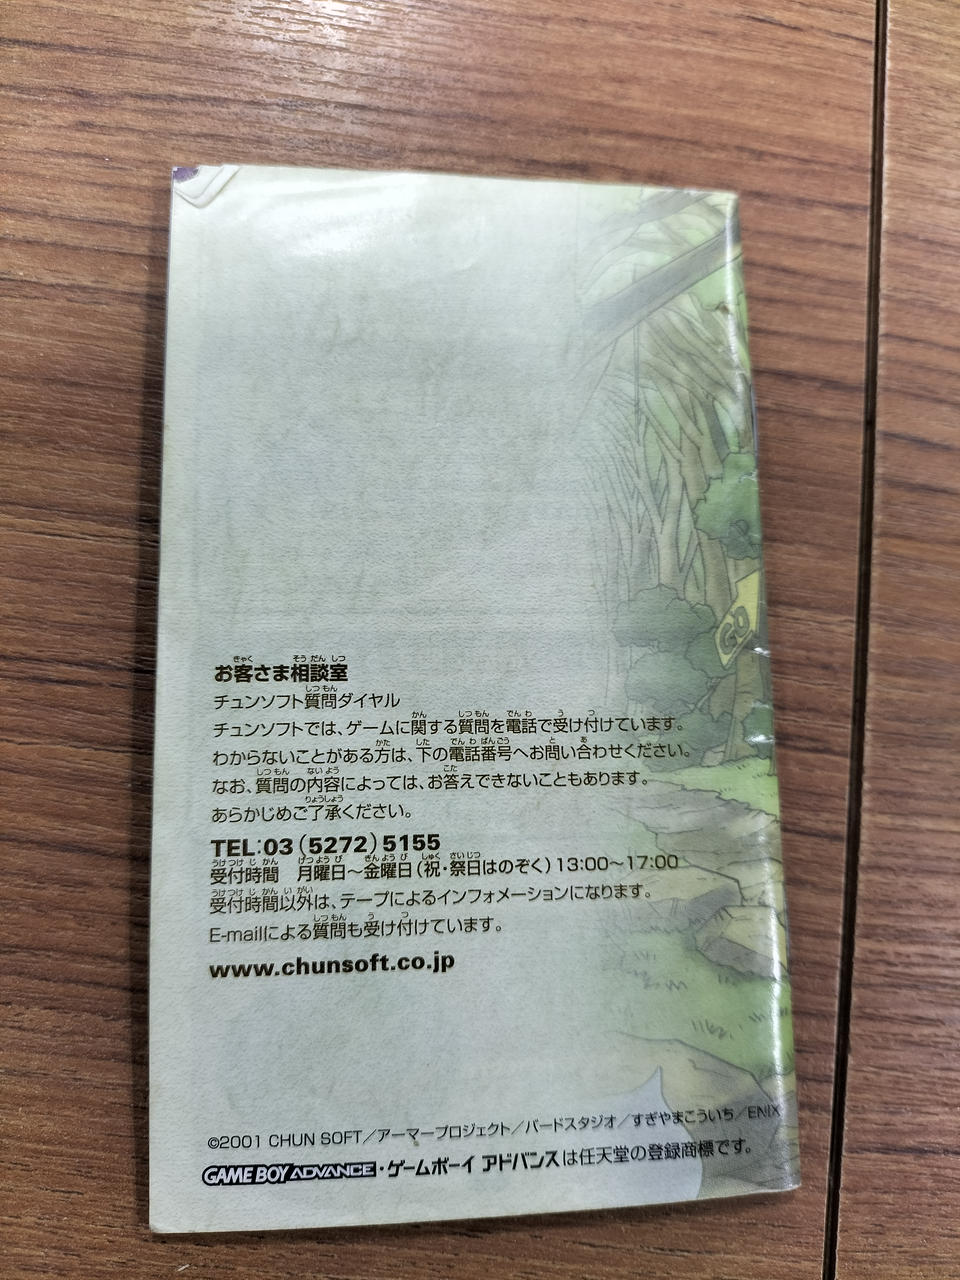 GO
お客さま相談室
チュンソフト質問ダイヤル
チュンソフトでは、ゲームに関する質問を電話で受け付けています。
わからないことがある方は、下の電話番号へお問い合わせください。
なお、質問の内容によっては、お答えできないこともあります。
あらかじめご了承ください。
TEL:03(5272)5155
受付時間 月曜日〜金曜日(祝・祭日はのぞく)13:00〜17:00
受付時間以外は、テープによるインフォメーションになります。
E-mailによる質問も受け付けています。
www.chunsoft.co.jp
©2001 CHUN SOFT/アーマープロジェクト/バードスタジオ/すぎやまこういち/ENIX
GAME BOY ADVANCE・ゲームボーイ アドバンスは任天堂の登録商標です。